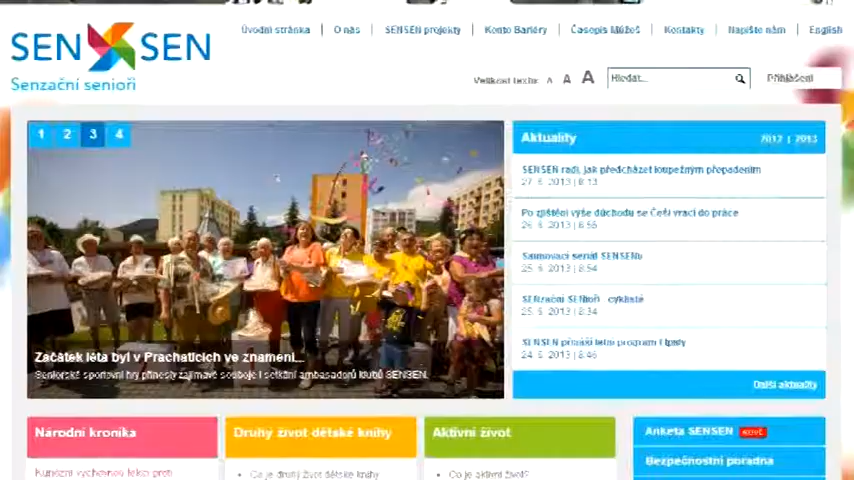 Úvodní stránka | O nás | SENSEN projekty | Konto Bariéry | Časopis Můžeš | Kontakty | Napište nám | English
SEN SEN
Senzační senioři
Velikost textu: A A A
Hledat...
Přihlášení
1 2 3 4
Začátek léta byl v Prachaticích ve znamení...
Seniorské sportovní hry přinesly zajímavé souboje i setkání ambasadorů klubů SENSEN.
Aktuality
2012 | 2013
SENSEN radí, jak předcházet loupežným přepadením
27. 6. 2013 | 8:13
Po zjištění výše důchodu se Češi vrací do práce
26. 6. 2013 | 6:55
seriál SENSENu
25. 6. 2013 | 8:54
SENzační SENioři cyklisté
25. 6. 2013 | 8:34
SENSEN přináší letní program Lipsky
24. 6. 2013 | 8:46
Další aktuality
Národní kronika
Druhý život dětské knihy
Co je druhý život dětské knihy
Aktivní život
Co je aktivní život?
Anketa SENSEN NOVÉ
Bezpečnostní poradna